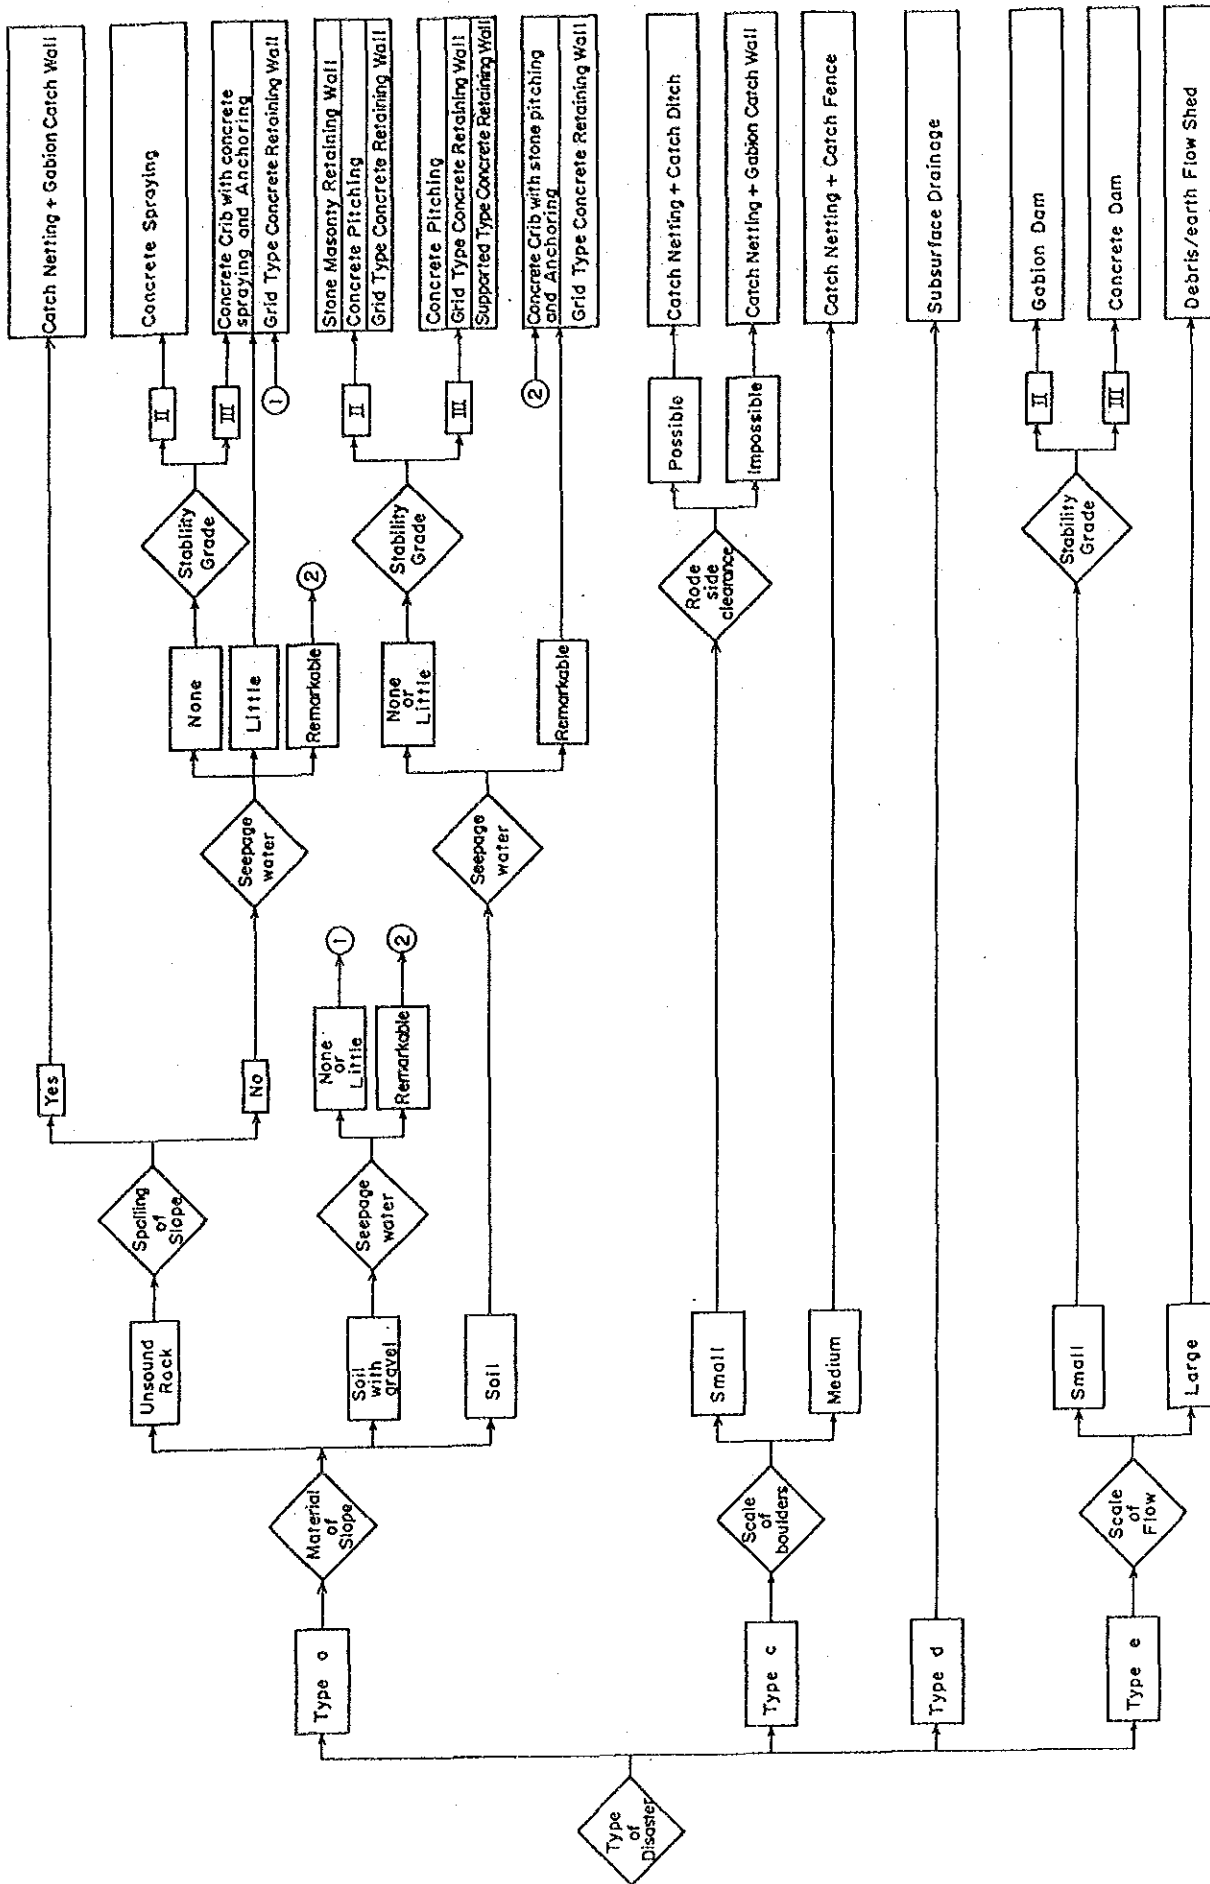 Type
of
Disaster
Type a
Type c
Type d
Type e
Material
of
Slope
Scale
of
boulders
Scale
of
Flow
Unsound
Rock
Soil
with
gravel
Soil
Small
Medium
Small
Large
Spalling
of
Slope
Seepage
water
Yes
No
None
or
Little
Remarkable
1
2
Seepage
water
Seepage
water
None
Little
Remarkable
2
None
or
Little
Remarkable
Stability
Grade
Stability
Grade
Rode
side
clearance
Stability
Grade
II
III
1
II
III
2
Possible
Impossible
II
III
Catch Netting + Gabion Catch Wall
Concrete Spraying
Concrete Crib with concrete
spraying and Anchoring
Grid Type Concrete Retaining Wall
Stone Masonty Retaining Wall
Concrete Pitching
Grid Type Concrete Retaining Wall
Concrete Pitching
Grid Type Concrete Retaining Wall
Supported Type Concrete Retaining Wall
Concrete Crib with stone pitching
and Anchoring
Grid Type Concrete Retaining Wall
Catch Netting + Catch Ditch
Catch Netting + Gabion Catch Wall
Catch Netting + Catch Fence
Subsurface Drainage
Gabion Dam
Concrete Dam
Debris/earth Flow Shed